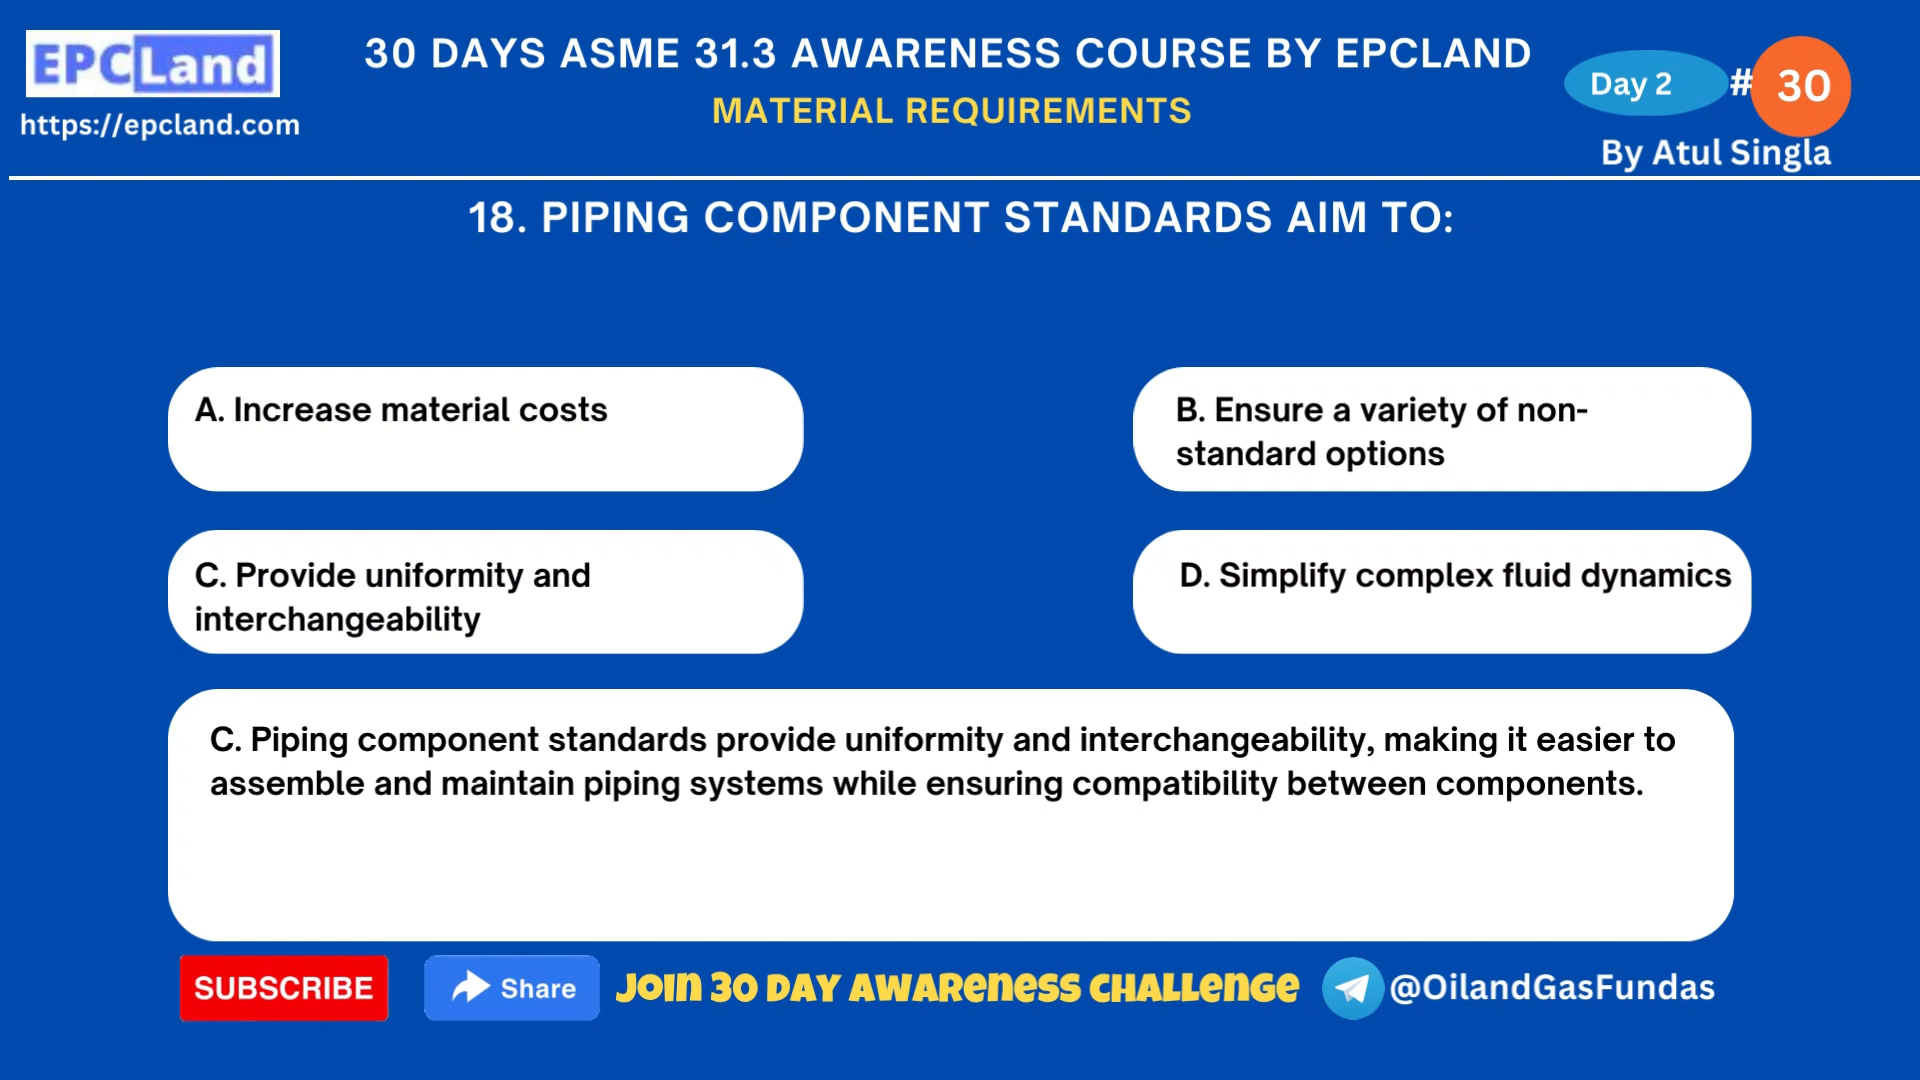 EPCLand
https://epcland.com
30 DAYS ASME 31.3 AWARENESS COURSE BY EPCLAND
MATERIAL REQUIREMENTS
Day 2 # 30
By Atul Singla
18. PIPING COMPONENT STANDARDS AIM TO:
A. Increase material costs
B. Ensure a variety of non-
standard options
C. Provide uniformity and
interchangeability
D. Simplify complex fluid dynamics
C. Piping component standards provide uniformity and interchangeability, making it easier to
assemble and maintain piping systems while ensuring compatibility between components.
SUBSCRIBE
Share
Join 30 Day Awareness Challenge
@OilandGasFundas